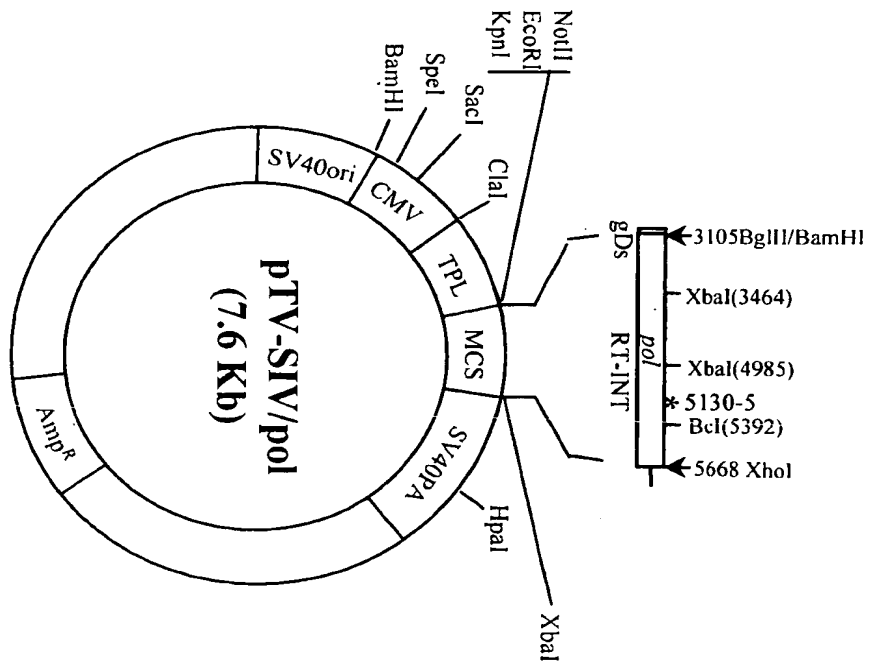 NotII
EcoRI
KpnI
BamHI
SpeI
SacI
ClaI
SV40ori
CMV
TPL
MCS
SV40PA
HpaI
XbaI
Amp^R
pTV-SIV/pol
(7.6 Kb)
gDs
RT-INT
pol
3105BglII/BamHI
XbaI(3464)
XbaI(4985)
* 5130-5
BclI(5392)
5668 XhoI